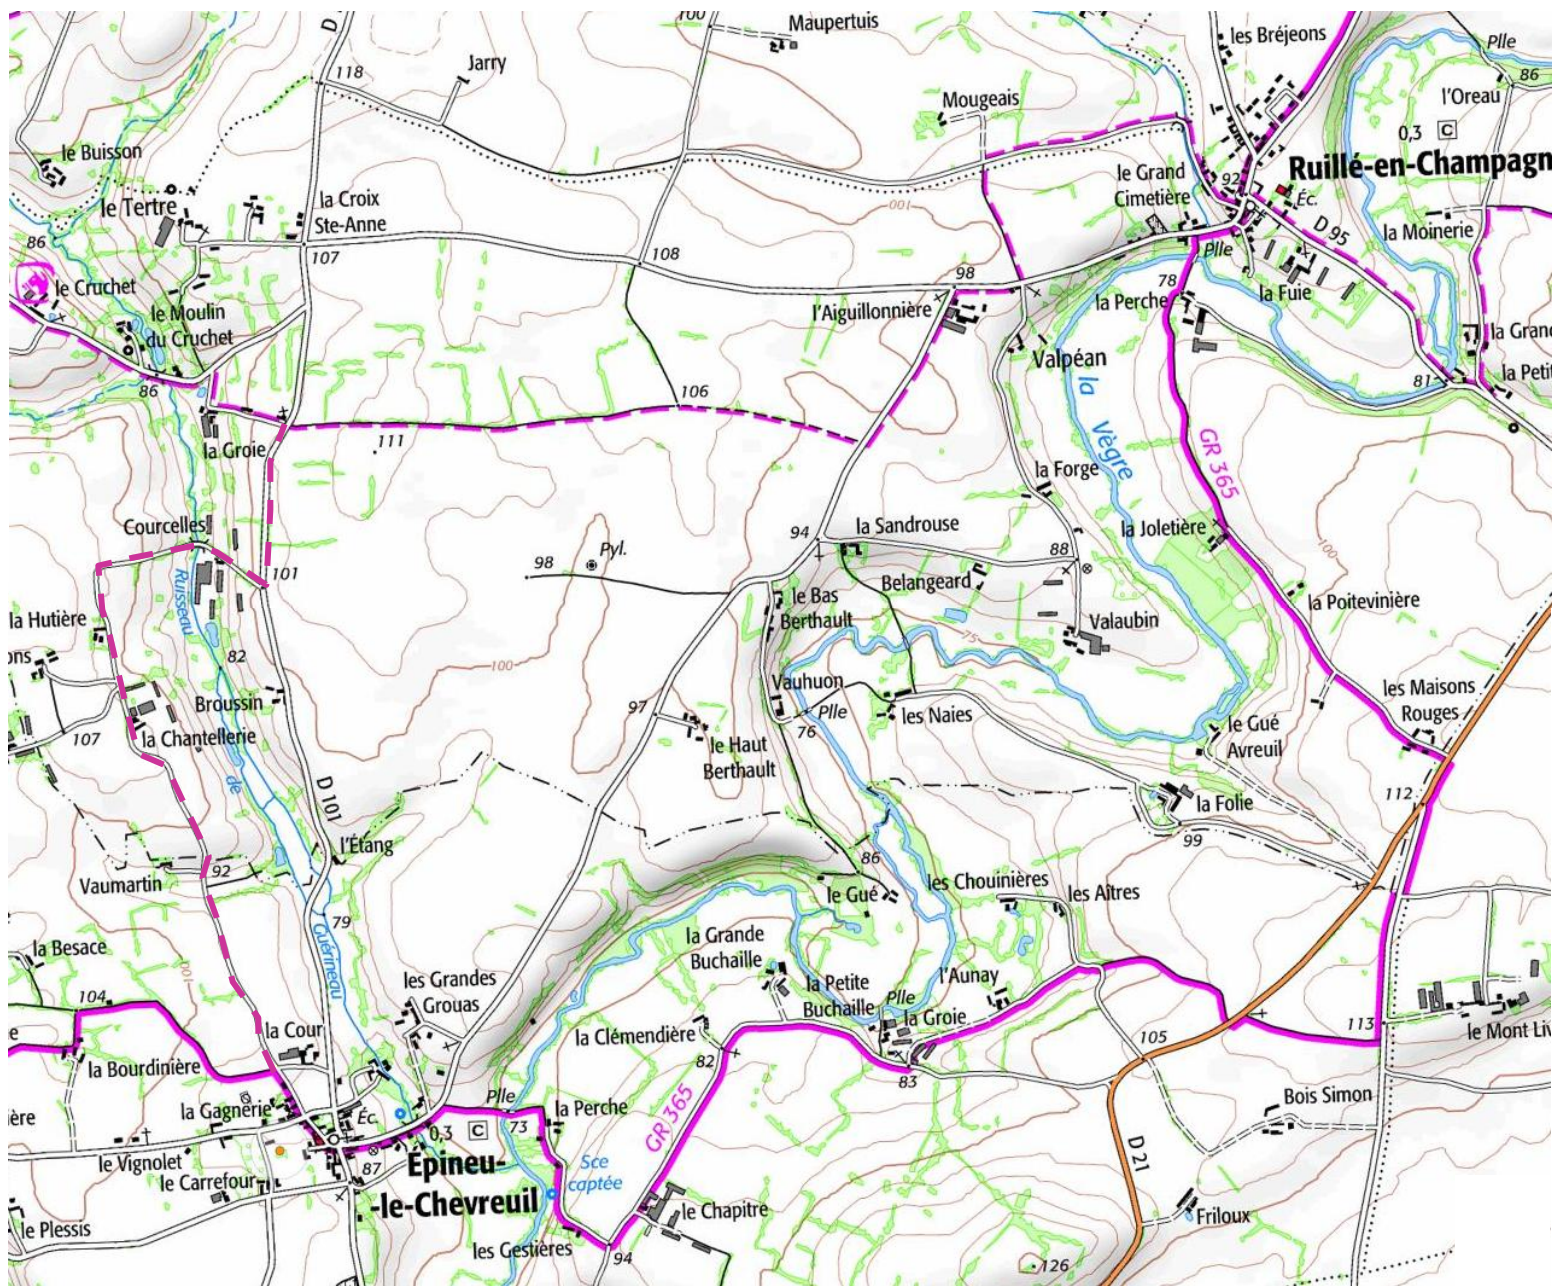 100
Maupertuis
les Bréjeons
Plle
D
Jarry
118
86
l'Oreau
Mougeais
0,3 C
le Buisson
Ruillé-en-Champagn
le Grand
Cimetière
92
Éc.
le Tertre
la Croix
Ste-Anne
100
D 95
la Moinerie
86
107
108
Plle
le Cruchet
98
78
la Perche
la Fuie
le Moulin
du Cruchet
l'Aiguillonnière
la Grand
Valpéan
la Petit
86
106
81
la Vègre
111
la Groie
GR 365
la Forge
Courcelles
la Sandrouse
la Joletière
94
100
Pyl.
98
88
101
Belangeard
le Bas
Berthault
la Poitevinière
la Hutière
Valaubin
Ruisseau
75
82
ons
100
Vauhuon
les Maisons
Rouges
Broussin
97
Plle
les Naies
le Gué
Avreuil
107
la Chantellerie
76
le Haut
Berthault
de
D 101
la Folie
112
99
l'Étang
86
92
Vaumartin
le Gué
les Chouinières
les Aîtres
79
Guérineau
la Besace
la Grande
Buchaille
100
les Grandes
Grouas
l'Aunay
104
la Petite
Buchaille
Plle
la Groie
la Cour
la Clémendière
113
le Mont Liv
e
105
82
la Bourdinière
83
Plle
la Perche
Bois Simon
la Gagnerie
Éc.
ère
0,3 C
73
GR 365
le Vignolet
87
Épineu-
-le-Chevreuil
Sce
captée
D 21
le Carrefour
le Chapitre
Friloux
le Plessis
les Gestières
94
126